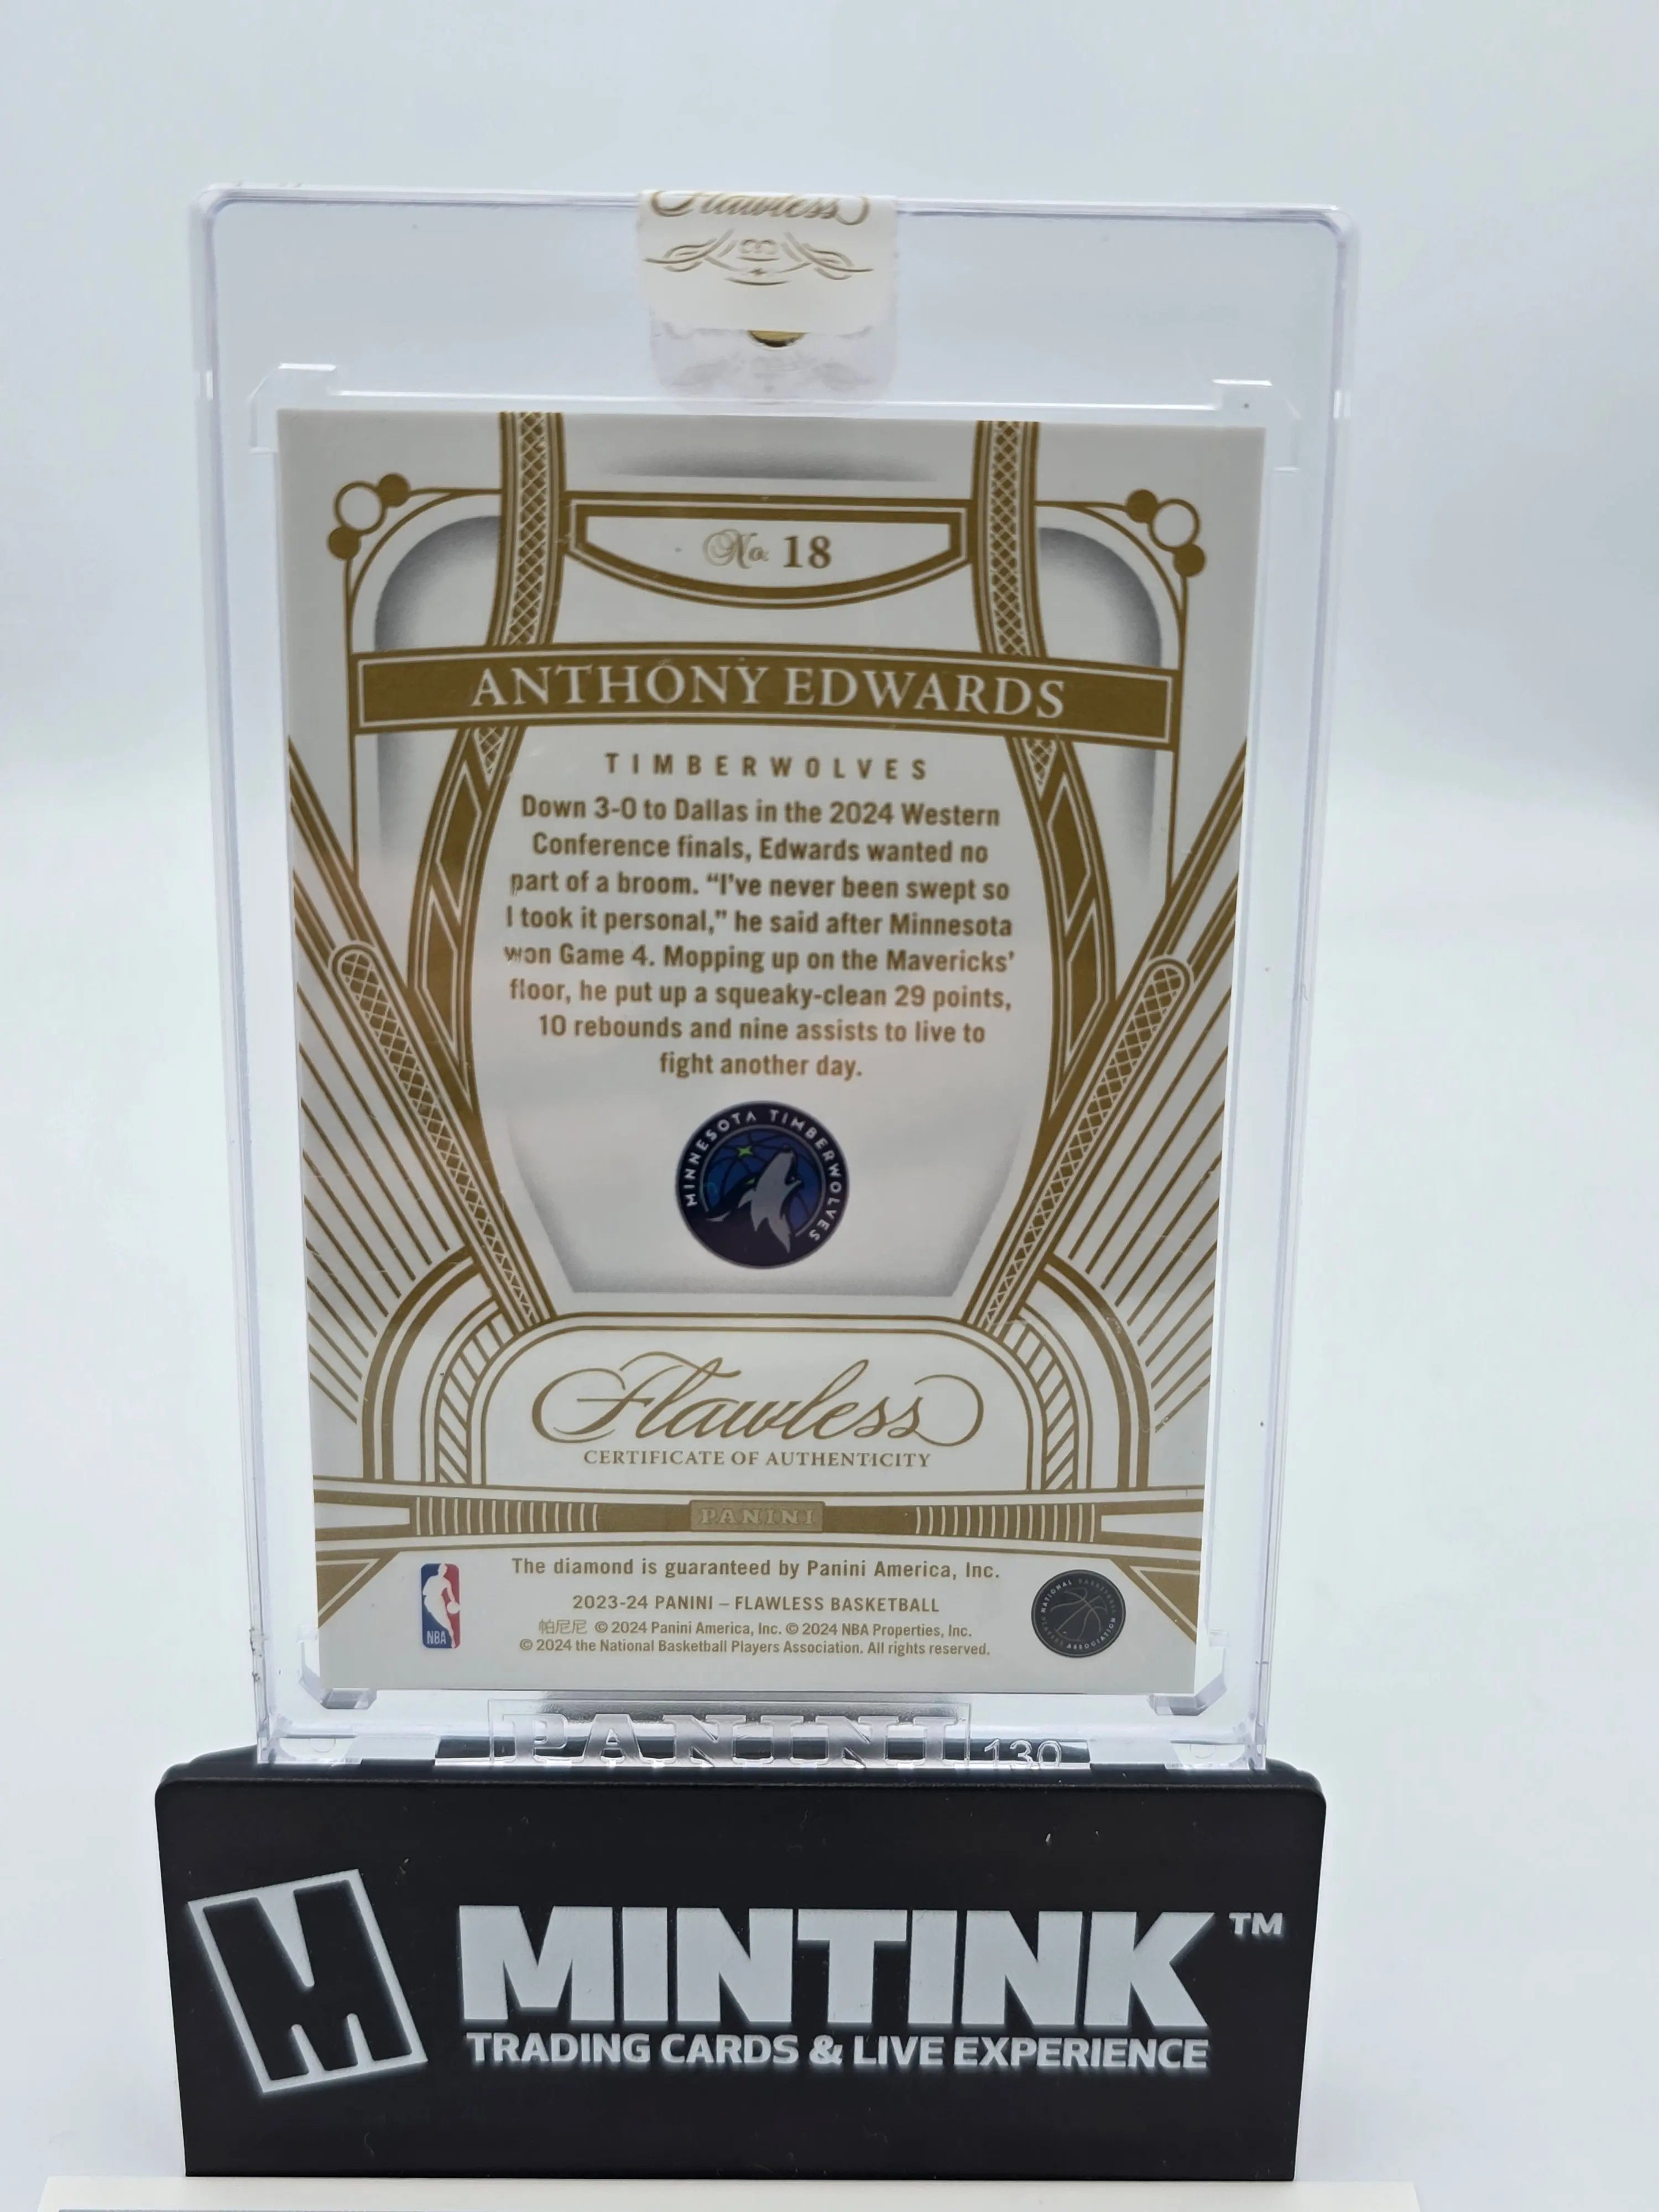 Flawless
No. 18
ANTHONY EDWARDS
TIMBERWOLVES
Down 3-0 to Dallas in the 2024 Western
Conference finals, Edwards wanted no
part of a broom. “I’ve never been swept so
I took it personal,” he said after Minnesota
won Game 4. Mopping up on the Mavericks’
floor, he put up a squeaky-clean 29 points,
10 rebounds and nine assists to live to
fight another day.
MINNESOTA TIMBERWOLVES
Flawless
CERTIFICATE OF AUTHENTICITY
PANINI
The diamond is guaranteed by Panini America, Inc.
2023-24 PANINI – FLAWLESS BASKETBALL
帕尼尼 © 2024 Panini America, Inc. © 2024 NBA Properties, Inc.
© 2024 the National Basketball Players Association. All rights reserved.
NBA
NATIONAL BASKETBALL PLAYERS ASSOCIATION
PANINI 130
MINTINK™
TRADING CARDS & LIVE EXPERIENCE